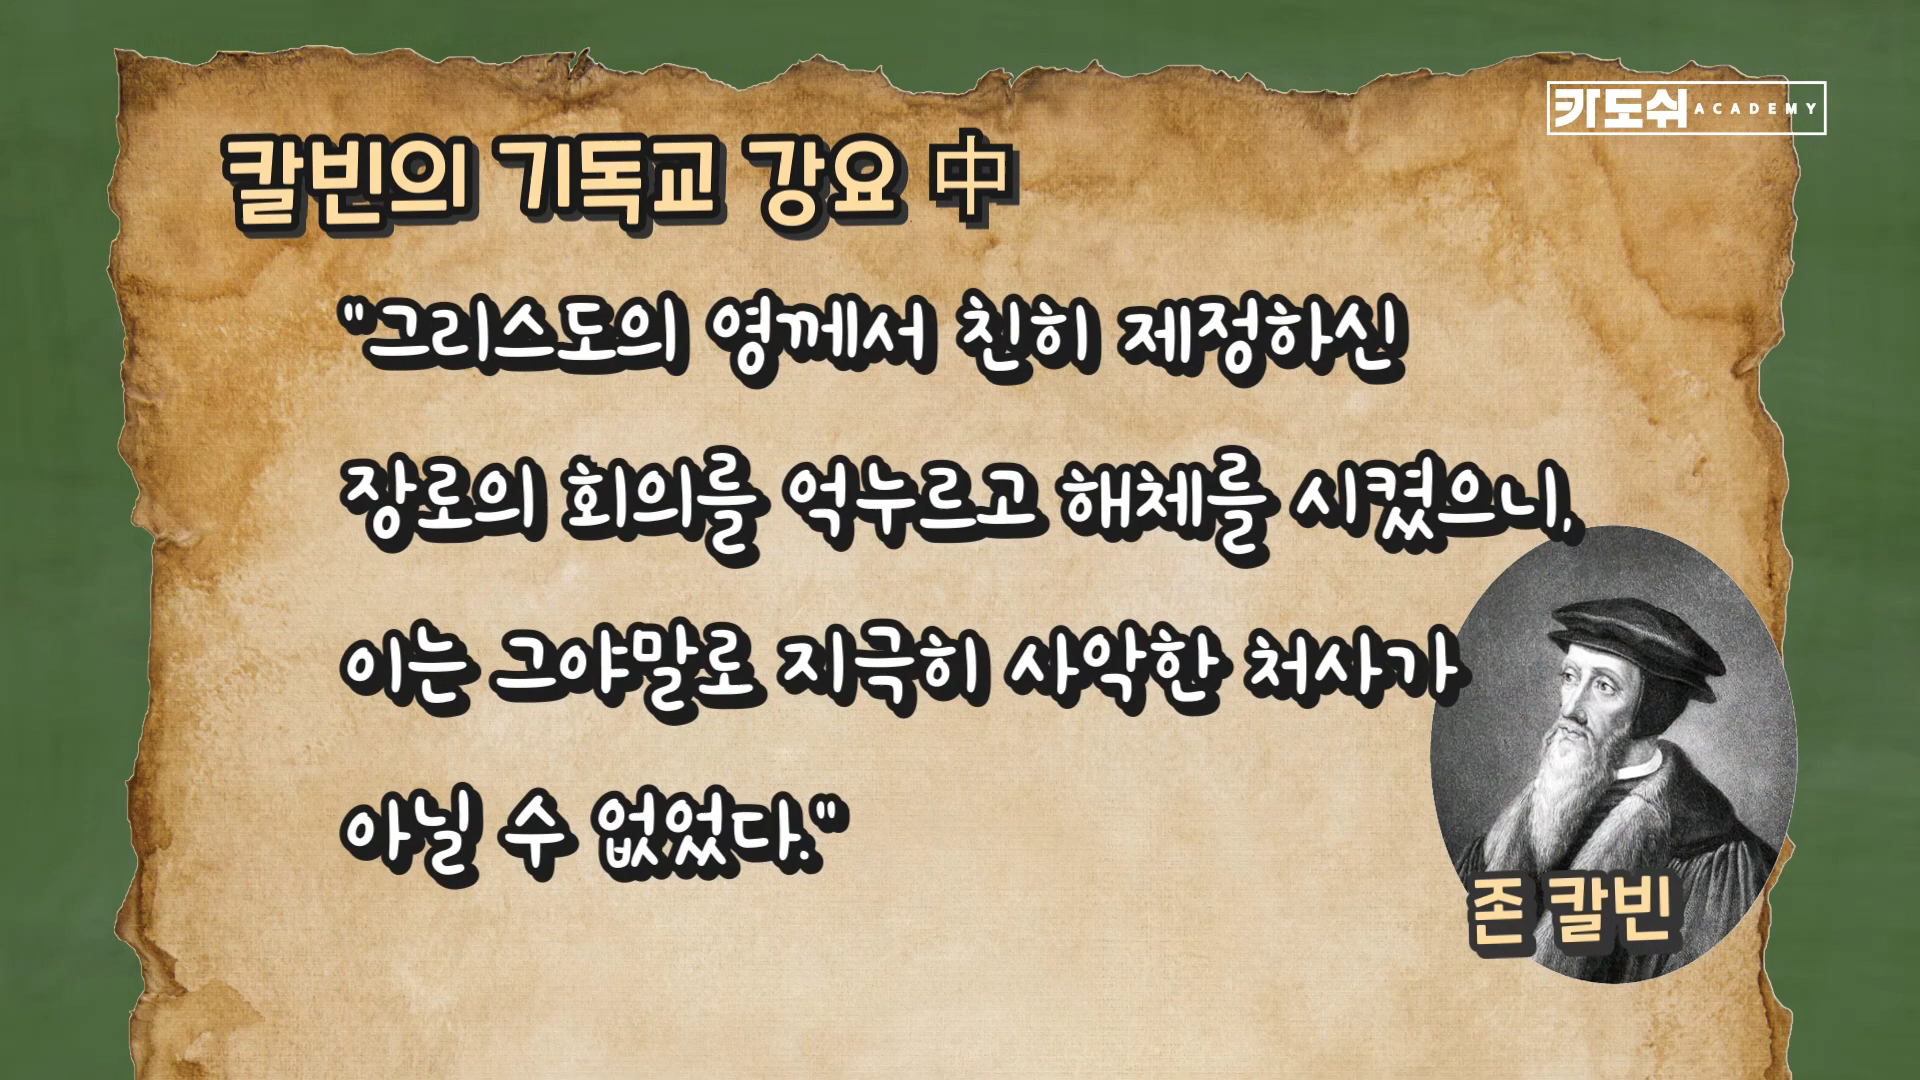 카도쉬 ACADEMY
칼빈의 기독교 강요 中
"그리스도의 영께서 친히 제정하신
장로의 회의를 억누르고 해체를 시켰으니,
이는 그야말로 지극히 사악한 처사가
아닐 수 없었다."
존 칼빈